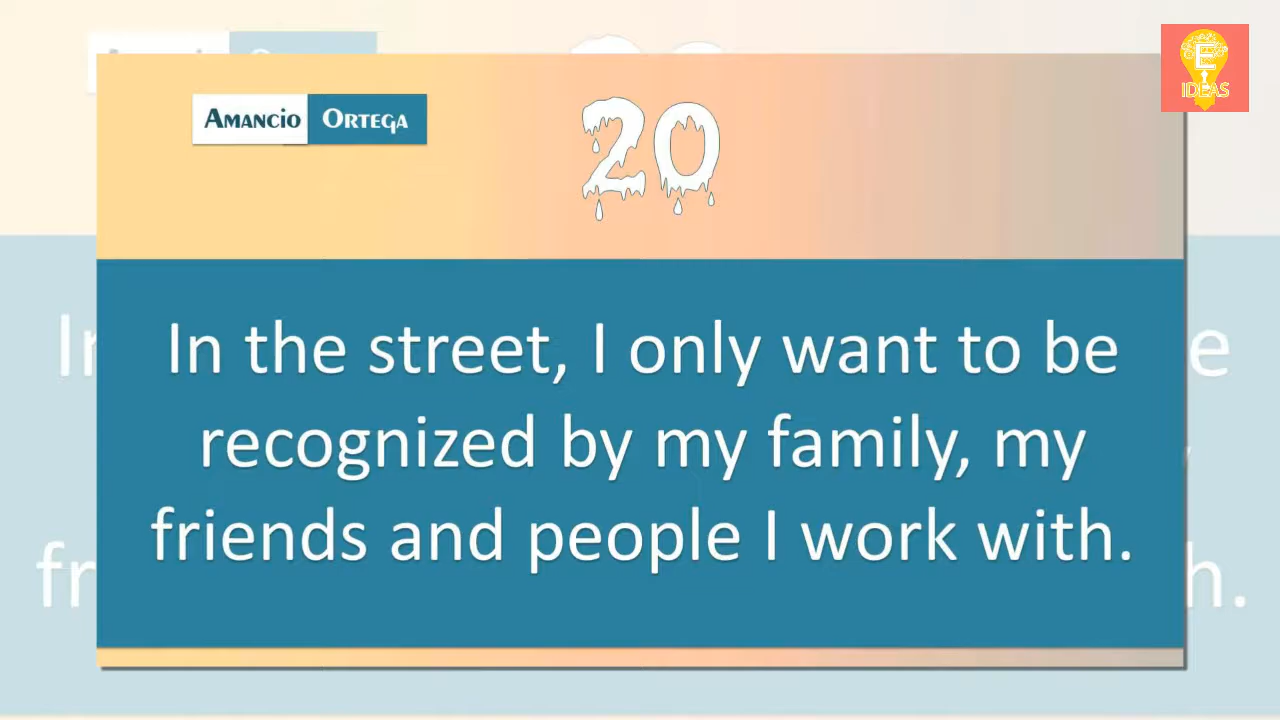 Amancio Ortega
20
E
IDEAS
In the street, I only want to be
recognized by my family, my
friends and people I work with.